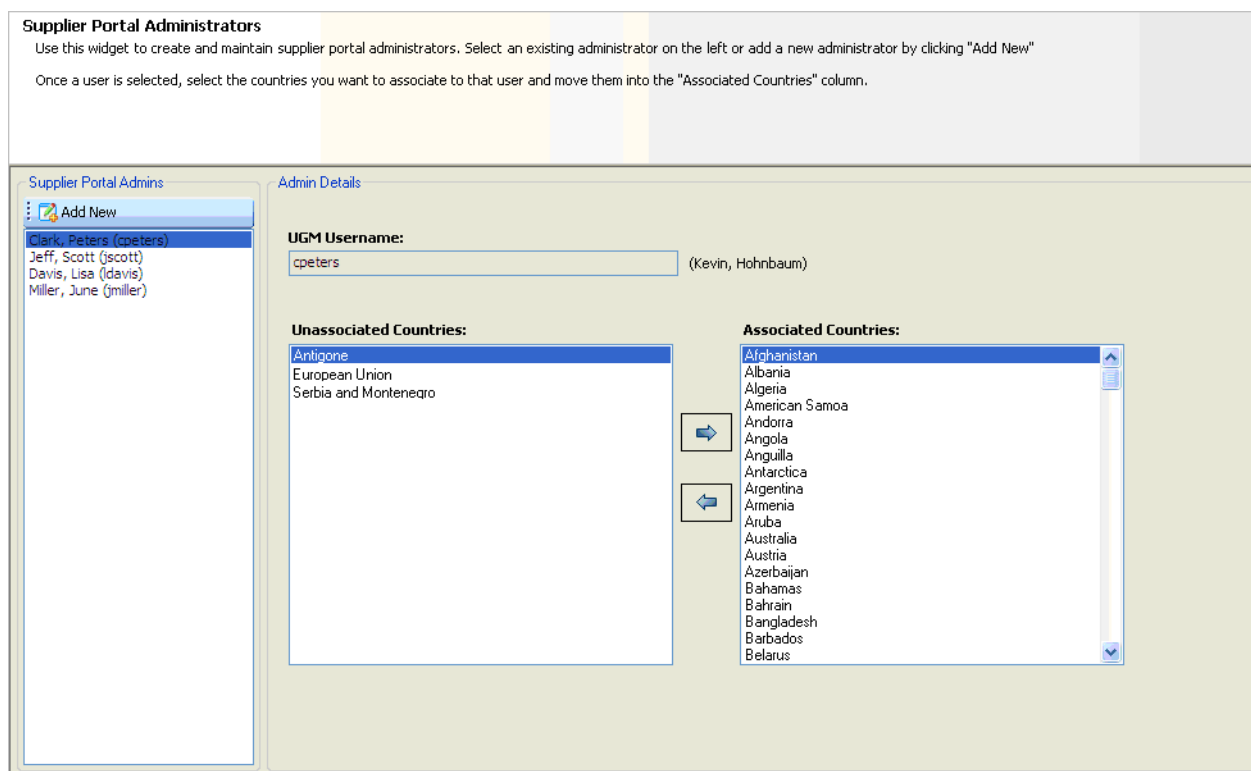 Supplier Portal Administrators
Use this widget to create and maintain supplier portal administrators. Select an existing administrator on the left or add a new administrator by clicking "Add New"
Once a user is selected, select the countries you want to associate to that user and move them into the "Associated Countries" column.
Supplier Portal Admins
Add New
Clark, Peters (cpeters)
Jeff, Scott (jscott)
Davis, Lisa (ldavis)
Miller, June (jmiller)
Admin Details
UGM Username:
cpeters (Kevin, Hohnbaum)
Unassociated Countries:
Antigone
European Union
Serbia and Montenegro
Associated Countries:
Afghanistan
Albania
Algeria
American Samoa
Andorra
Angola
Anguilla
Antarctica
Argentina
Armenia
Aruba
Australia
Austria
Azerbaijan
Bahamas
Bahrain
Bangladesh
Barbados
Belarus